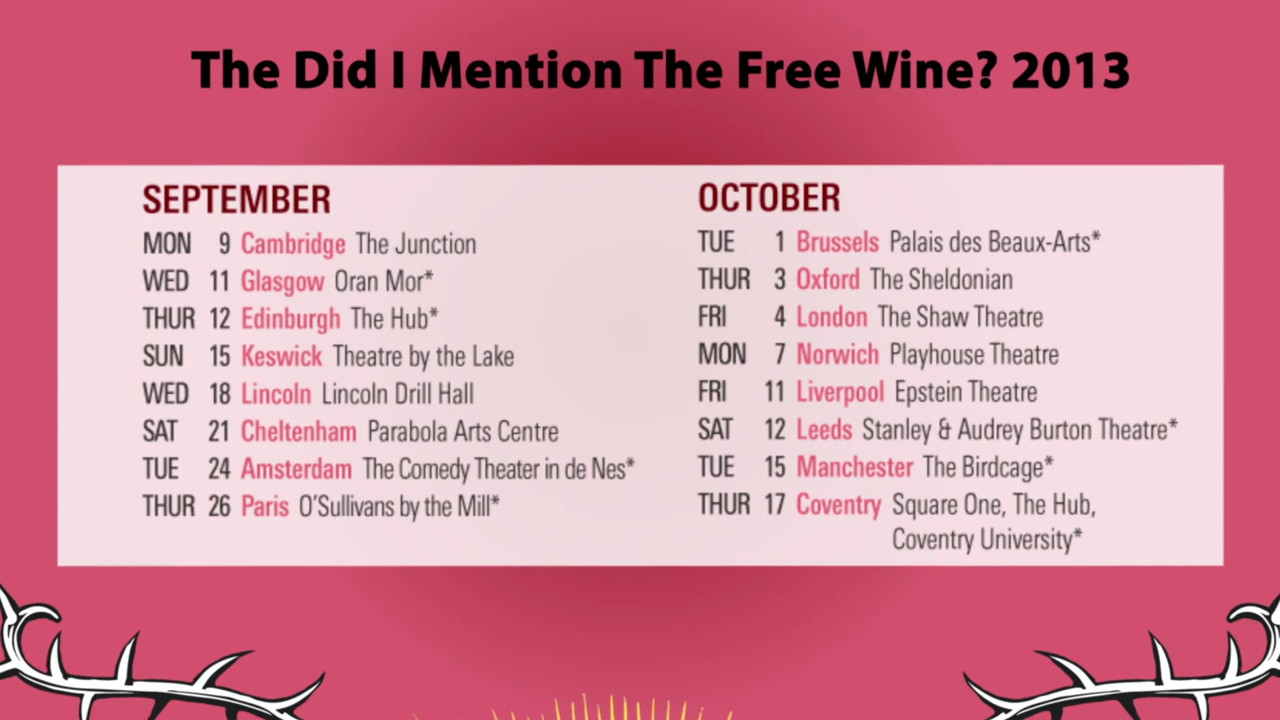 The Did I Mention The Free Wine? 2013
SEPTEMBER
MON 9 Cambridge The Junction
WED 11 Glasgow Oran Mor*
THUR 12 Edinburgh The Hub*
SUN 15 Keswick Theatre by the Lake
WED 18 Lincoln Lincoln Drill Hall
SAT 21 Cheltenham Parabola Arts Centre
TUE 24 Amsterdam The Comedy Theater in de Nes*
THUR 26 Paris O'Sullivans by the Mill*
OCTOBER
TUE 1 Brussels Palais des Beaux-Arts*
THUR 3 Oxford The Sheldonian
FRI 4 London The Shaw Theatre
MON 7 Norwich Playhouse Theatre
FRI 11 Liverpool Epstein Theatre
SAT 12 Leeds Stanley & Audrey Burton Theatre*
TUE 15 Manchester The Birdcage*
THUR 17 Coventry Square One, The Hub,
Coventry University*